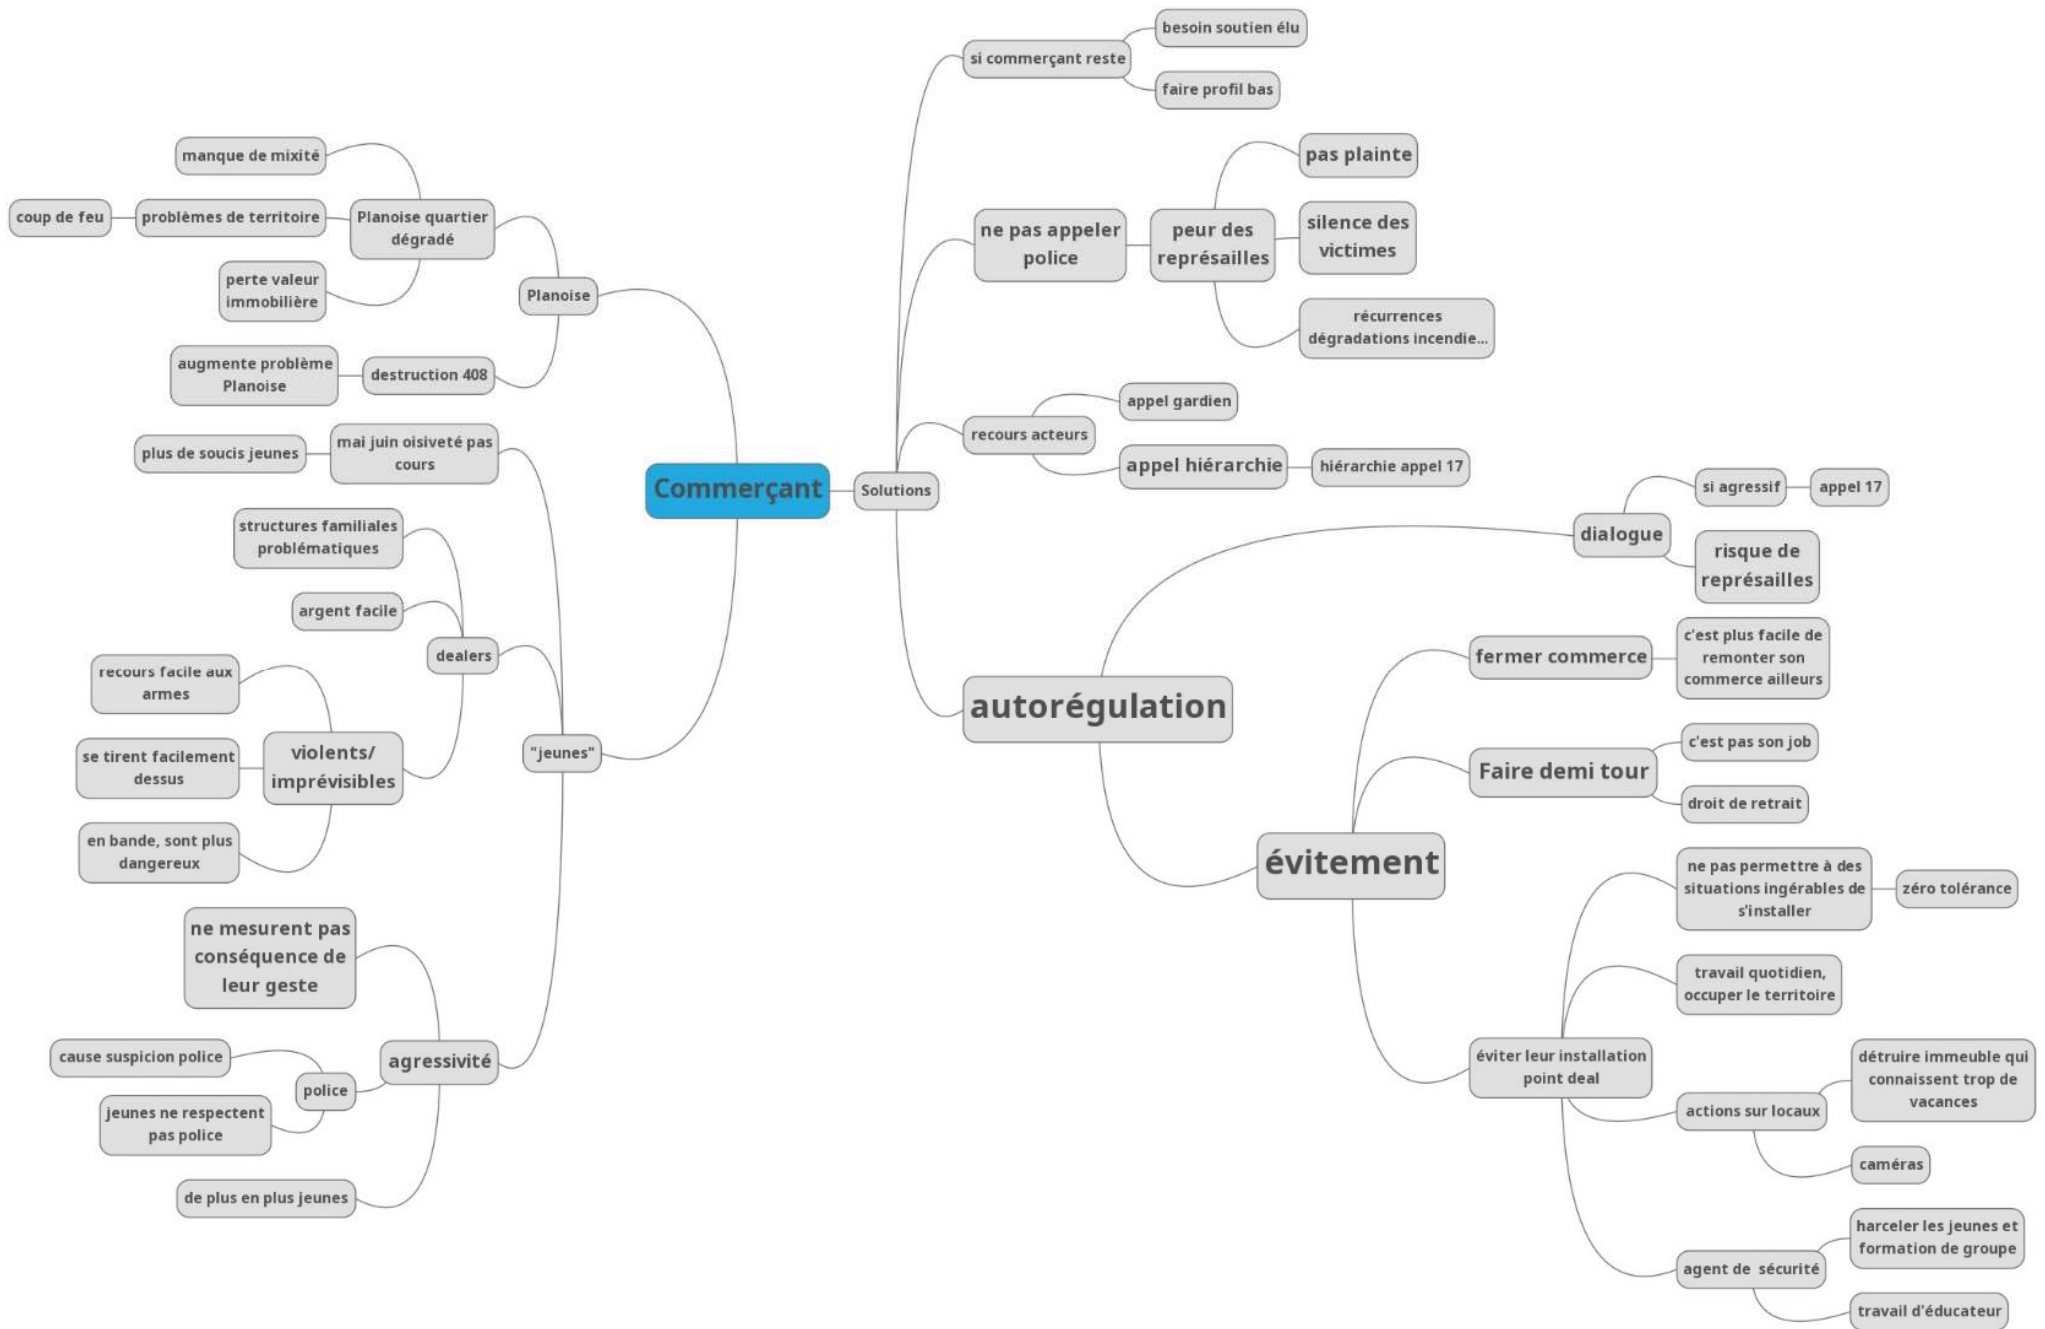 besoin soutien élu
si commerçant reste
faire profil bas
manque de mixité
coup de feu
problèmes de territoire
Planoise quartier
dégradé
perte valeur
immobilière
Planoise
augmente problème
Planoise
destruction 408
pas plainte
ne pas appeler
police
peur des
représailles
silence des
victimes
récurrences
dégradations incendie...
plus de soucis jeunes
mai juin oisiveté pas
cours
structures familiales
problématiques
argent facile
dealers
recours facile aux
armes
violents/
imprévisibles
se tirent facilement
dessus
en bande, sont plus
dangereux
"jeunes"
ne mesurent pas
conséquence de
leur geste
agressivité
cause suspicion police
police
jeunes ne respectent
pas police
de plus en plus jeunes
Commerçant
Solutions
appel gardien
recours acteurs
appel hiérarchie
hiérarchie appel 17
si agressif
appel 17
dialogue
risque de
représailles
autorégulation
fermer commerce
c'est plus facile de
remonter son
commerce ailleurs
Faire demi tour
c'est pas son job
droit de retrait
évitement
ne pas permettre à des
situations ingérables de
s'installer
zéro tolérance
travail quotidien,
occuper le territoire
éviter leur installation
point deal
actions sur locaux
détruire immeuble qui
connaissent trop de
vacances
caméras
agent de sécurité
harceler les jeunes et
formation de groupe
travail d'éducateur